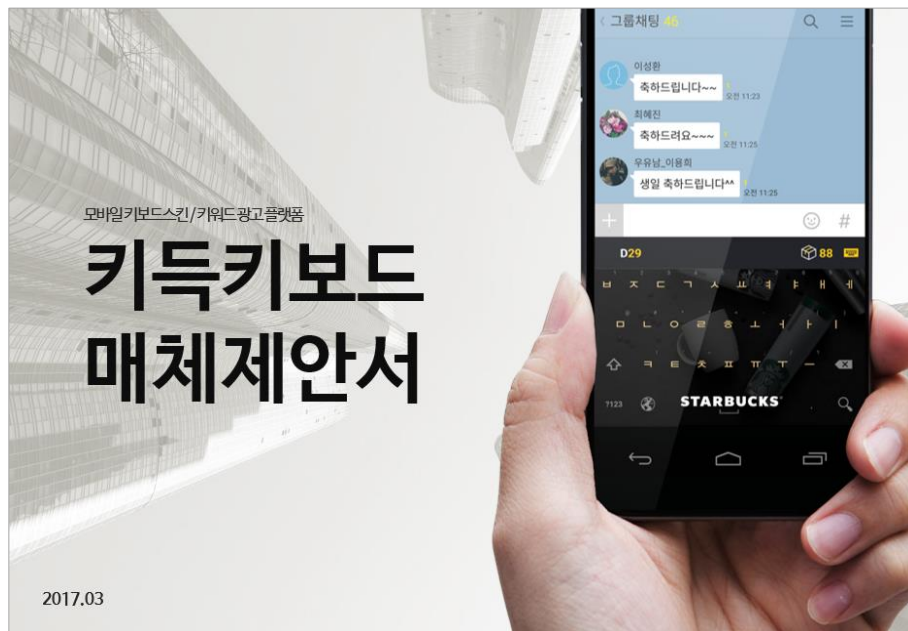 모바일 키보드스킨 / 키워드 광고 플랫폼
키득키보드
매체제안서
2017.03
그룹채팅 46
이성환
축하드립니다~~
오전 11:23
최혜진
축하드려요~~~
오전 11:25
우유남_이용희
생일 축하드립니다^^
오전 11:25
#
D29 88
ㅂ ㅈ ㄷ ㄱ ㅅ ㅛ ㅕ ㅑ ㅐ ㅔ
ㅁ ㄴ ㅇ ㄹ ㅎ ㅗ ㅓ ㅏ ㅣ
ㅋ ㅌ ㅊ ㅍ ㅠ ㅜ ㅡ
?123 STARBUCKS